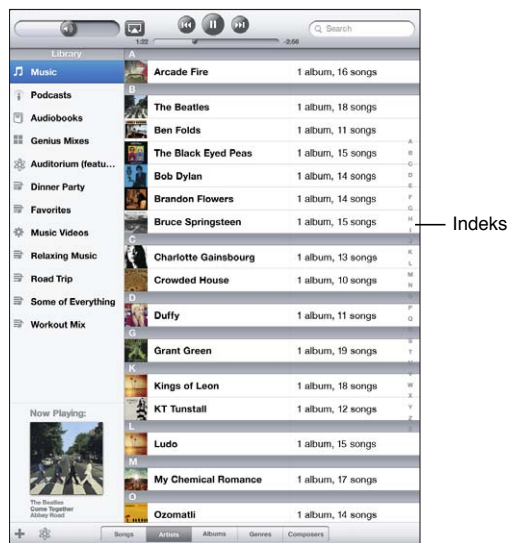 Search
1:22
-2:56
Library
Music
Podcasts
Audiobooks
Genius Mixes
Auditorium (featu...
Dinner Party
Favorites
Music Videos
Relaxing Music
Road Trip
Some of Everything
Workout Mix
Now Playing:
The Beatles
Come Together
Abbey Road
A
Arcade Fire 1 album, 16 songs
B
The Beatles 1 album, 18 songs
Ben Folds 1 album, 11 songs
The Black Eyed Peas 1 album, 15 songs
Bob Dylan 1 album, 14 songs
Brandon Flowers 1 album, 14 songs
Bruce Springsteen 1 album, 15 songs
C
Charlotte Gainsbourg 1 album, 13 songs
Crowded House 1 album, 10 songs
D
Duffy 1 album, 11 songs
G
Grant Green 1 album, 19 songs
K
Kings of Leon 1 album, 18 songs
KT Tunstall 1 album, 12 songs
L
Ludo 1 album, 15 songs
M
My Chemical Romance 1 album, 17 songs
O
Ozomatli 1 album, 14 songs
A
B
C
D
E
F
G
H
I
J
K
L
M
N
P
Q
S
T
V
W
X
Y
Z
Indeks
Songs Artists Albums Genres Composers